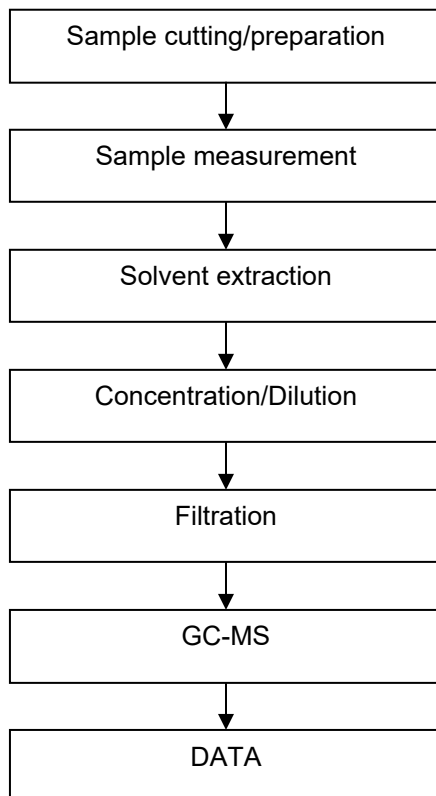 Sample cutting/preparation
Sample measurement
Solvent extraction
Concentration/Dilution
Filtration
GC-MS
DATA